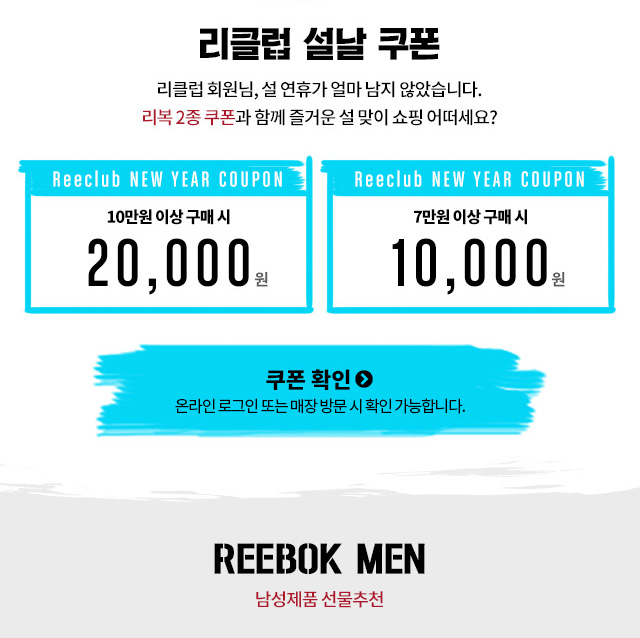 리클럽 설날 쿠폰
리클럽 회원님, 설 연휴가 얼마 남지 않았습니다.
리복 2종 쿠폰과 함께 즐거운 설 맞이 쇼핑 어떠세요?
Reeclub NEW YEAR COUPON
10만원 이상 구매 시
20,000원
Reeclub NEW YEAR COUPON
7만원 이상 구매 시
10,000원
쿠폰 확인
온라인 로그인 또는 매장 방문 시 확인 가능합니다.
REEBOK MEN
남성제품 선물추천